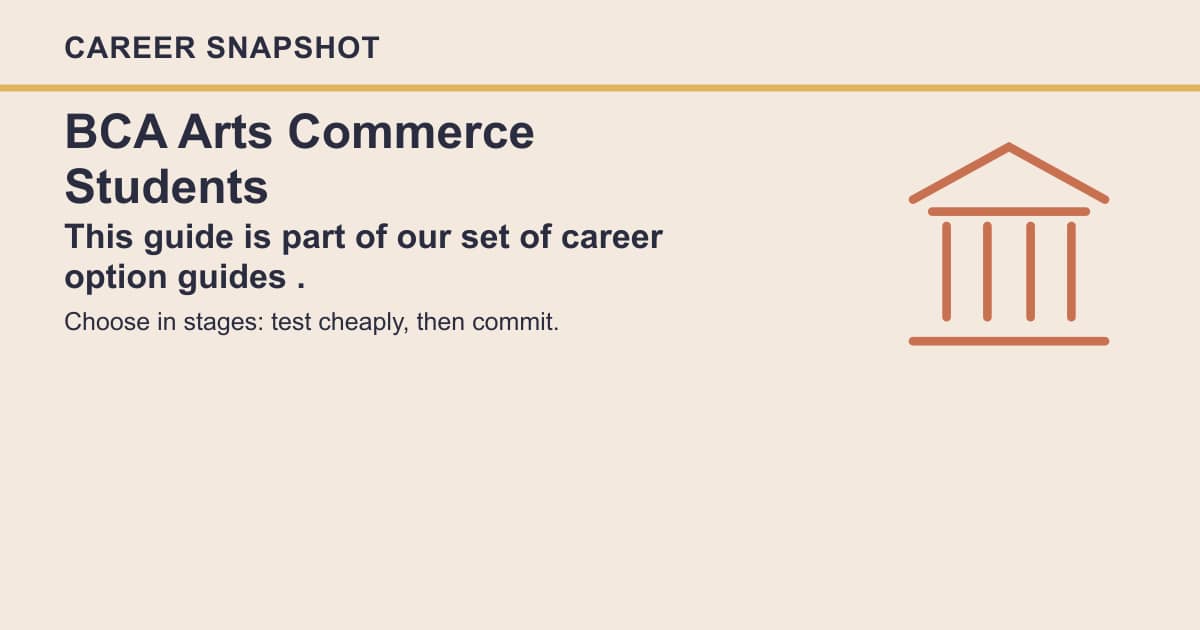 CAREER SNAPSHOT
BCA Arts Commerce
Students
This guide is part of our set of career
option guides .
Choose in stages: test cheaply, then commit.